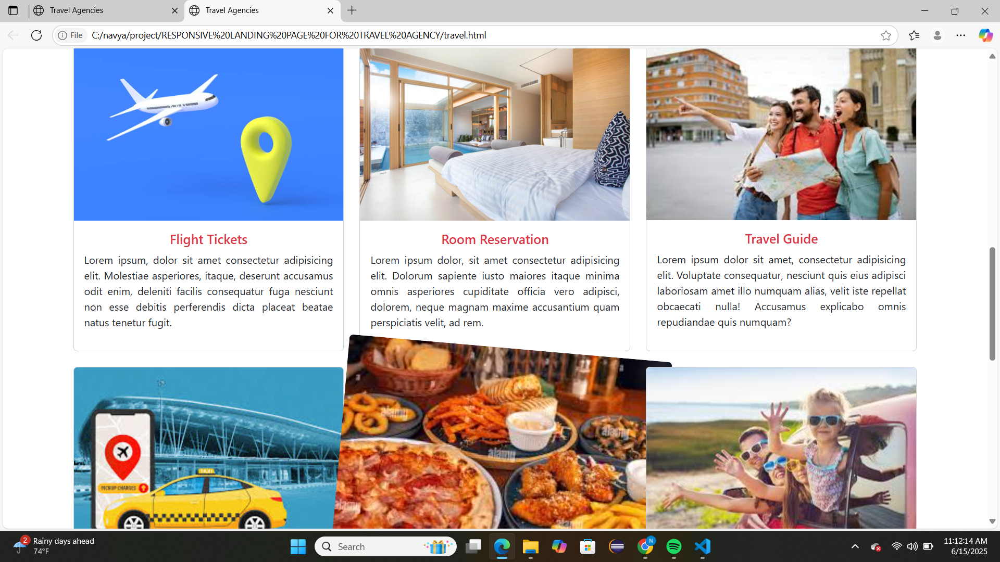 Travel Agencies
Travel Agencies
File
C:/navya/project/RESPONSIVE%20LANDING%20PAGE%20FOR%20TRAVEL%20AGENCY/travel.html
Flight Tickets
Lorem ipsum, dolor sit amet consectetur adipisicing
elit. Molestiae asperiores, itaque, deserunt accusamus
odit enim, deleniti facilis consequatur fuga nesciunt
non esse debitis perferendis dicta placeat beatae
natus tenetur fugit.
Room Reservation
Lorem ipsum dolor, sit amet consectetur adipisicing
elit. Dolorum sapiente iusto maiores itaque minima
omnis asperiores cupiditate officia vero adipisci,
dolorem, neque magnam maxime accusantium quam
perspiciatis velit, ad rem.
Travel Guide
Lorem ipsum dolor sit amet, consectetur adipisicing
elit. Voluptate consequatur, nesciunt quis eius adipisci
laboriosam amet illo numquam alias, velit iste repellat
obcaecati nulla! Accusamus explicabo omnis
repudiandae quis numquam?
TAXI
PICKUP CHARGES
a
a
alamy
alamy
alamy
alamy
alamy
2
Rainy days ahead
74°F
Search
N
11:12:14 AM
6/15/2025